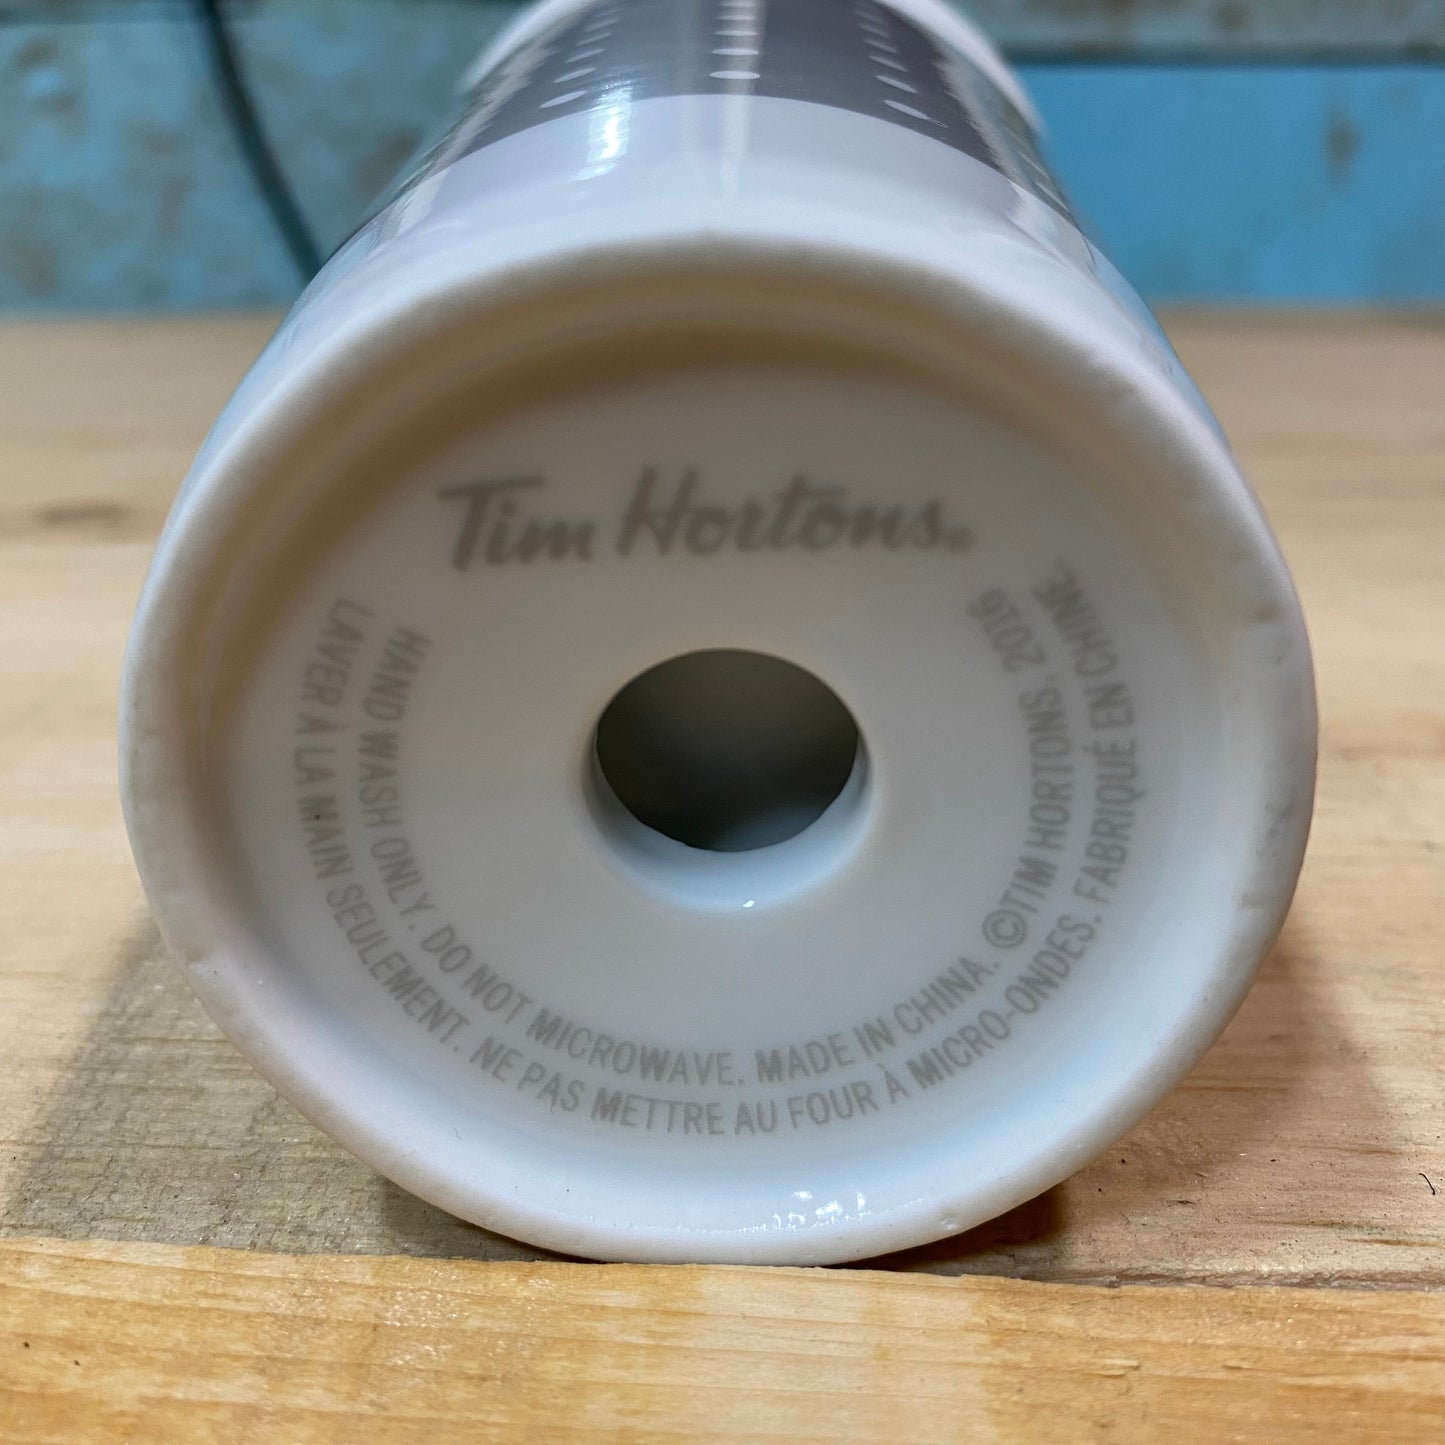 Tim Hortons®
HAND WASH ONLY. DO NOT MICROWAVE. MADE IN CHINA. ©TIM HORTONS, 2016
LAVER À LA MAIN SEULEMENT. NE PAS METTRE AU FOUR À MICRO-ONDES. FABRIQUÉ EN CHINE.